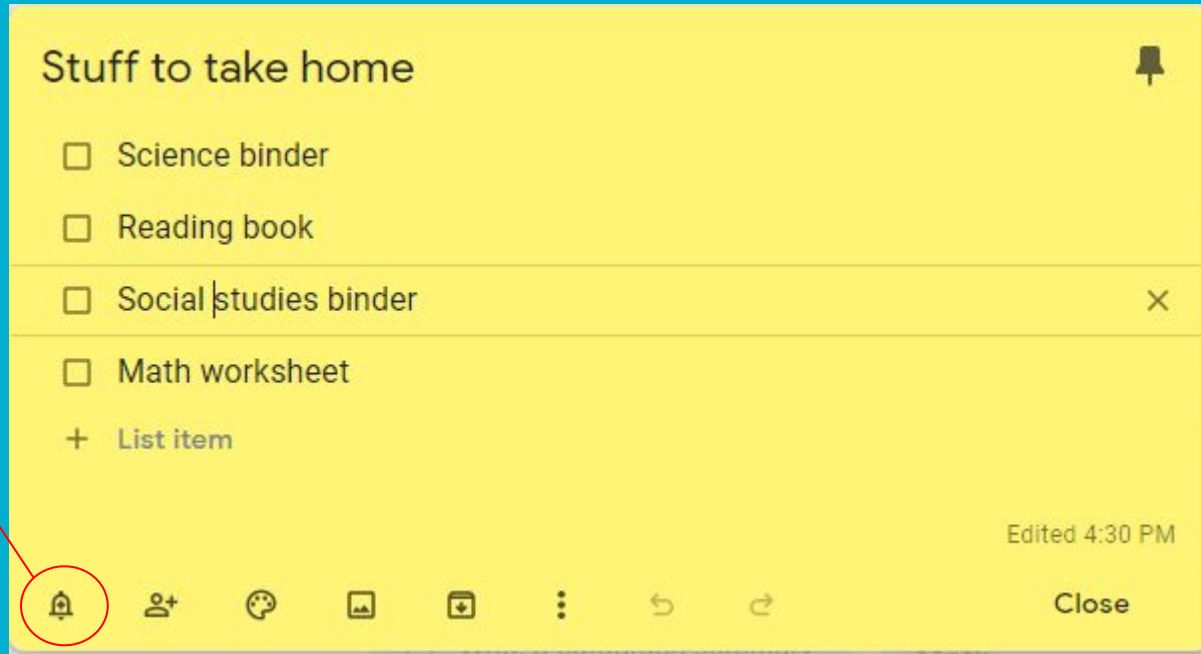 Stuff to take home
Science binder
Reading book
Social studies binder
Math worksheet
+ List item
Edited 4:30 PM
Close